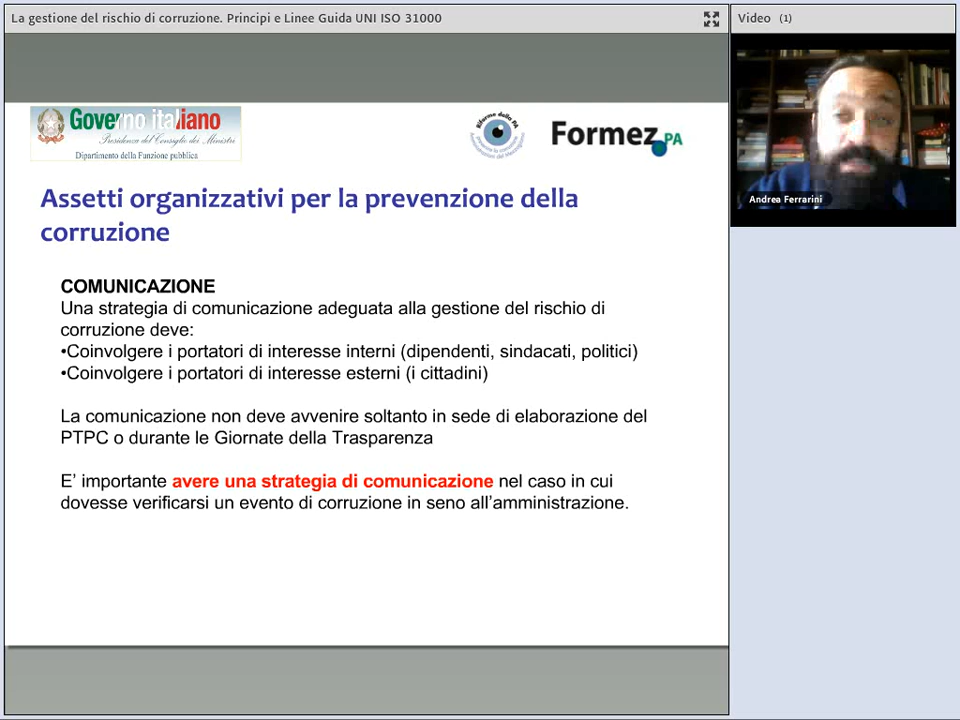 La gestione del rischio di corruzione. Principi e Linee Guida UNI ISO 31000
Video (1)
Governo italiano
Presidenza del Consiglio dei Ministri
Dipartimento della Funzione pubblica
Riforma della PA
Formez PA
Andrea Ferrarini
Assetti organizzativi per la prevenzione della
corruzione
COMUNICAZIONE
Una strategia di comunicazione adeguata alla gestione del rischio di
corruzione deve:
•Coinvolgere i portatori di interesse interni (dipendenti, sindacati, politici)
•Coinvolgere i portatori di interesse esterni (i cittadini)
La comunicazione non deve avvenire soltanto in sede di elaborazione del
PTPC o durante le Giornate della Trasparenza
E’ importante avere una strategia di comunicazione nel caso in cui
dovesse verificarsi un evento di corruzione in seno all’amministrazione.